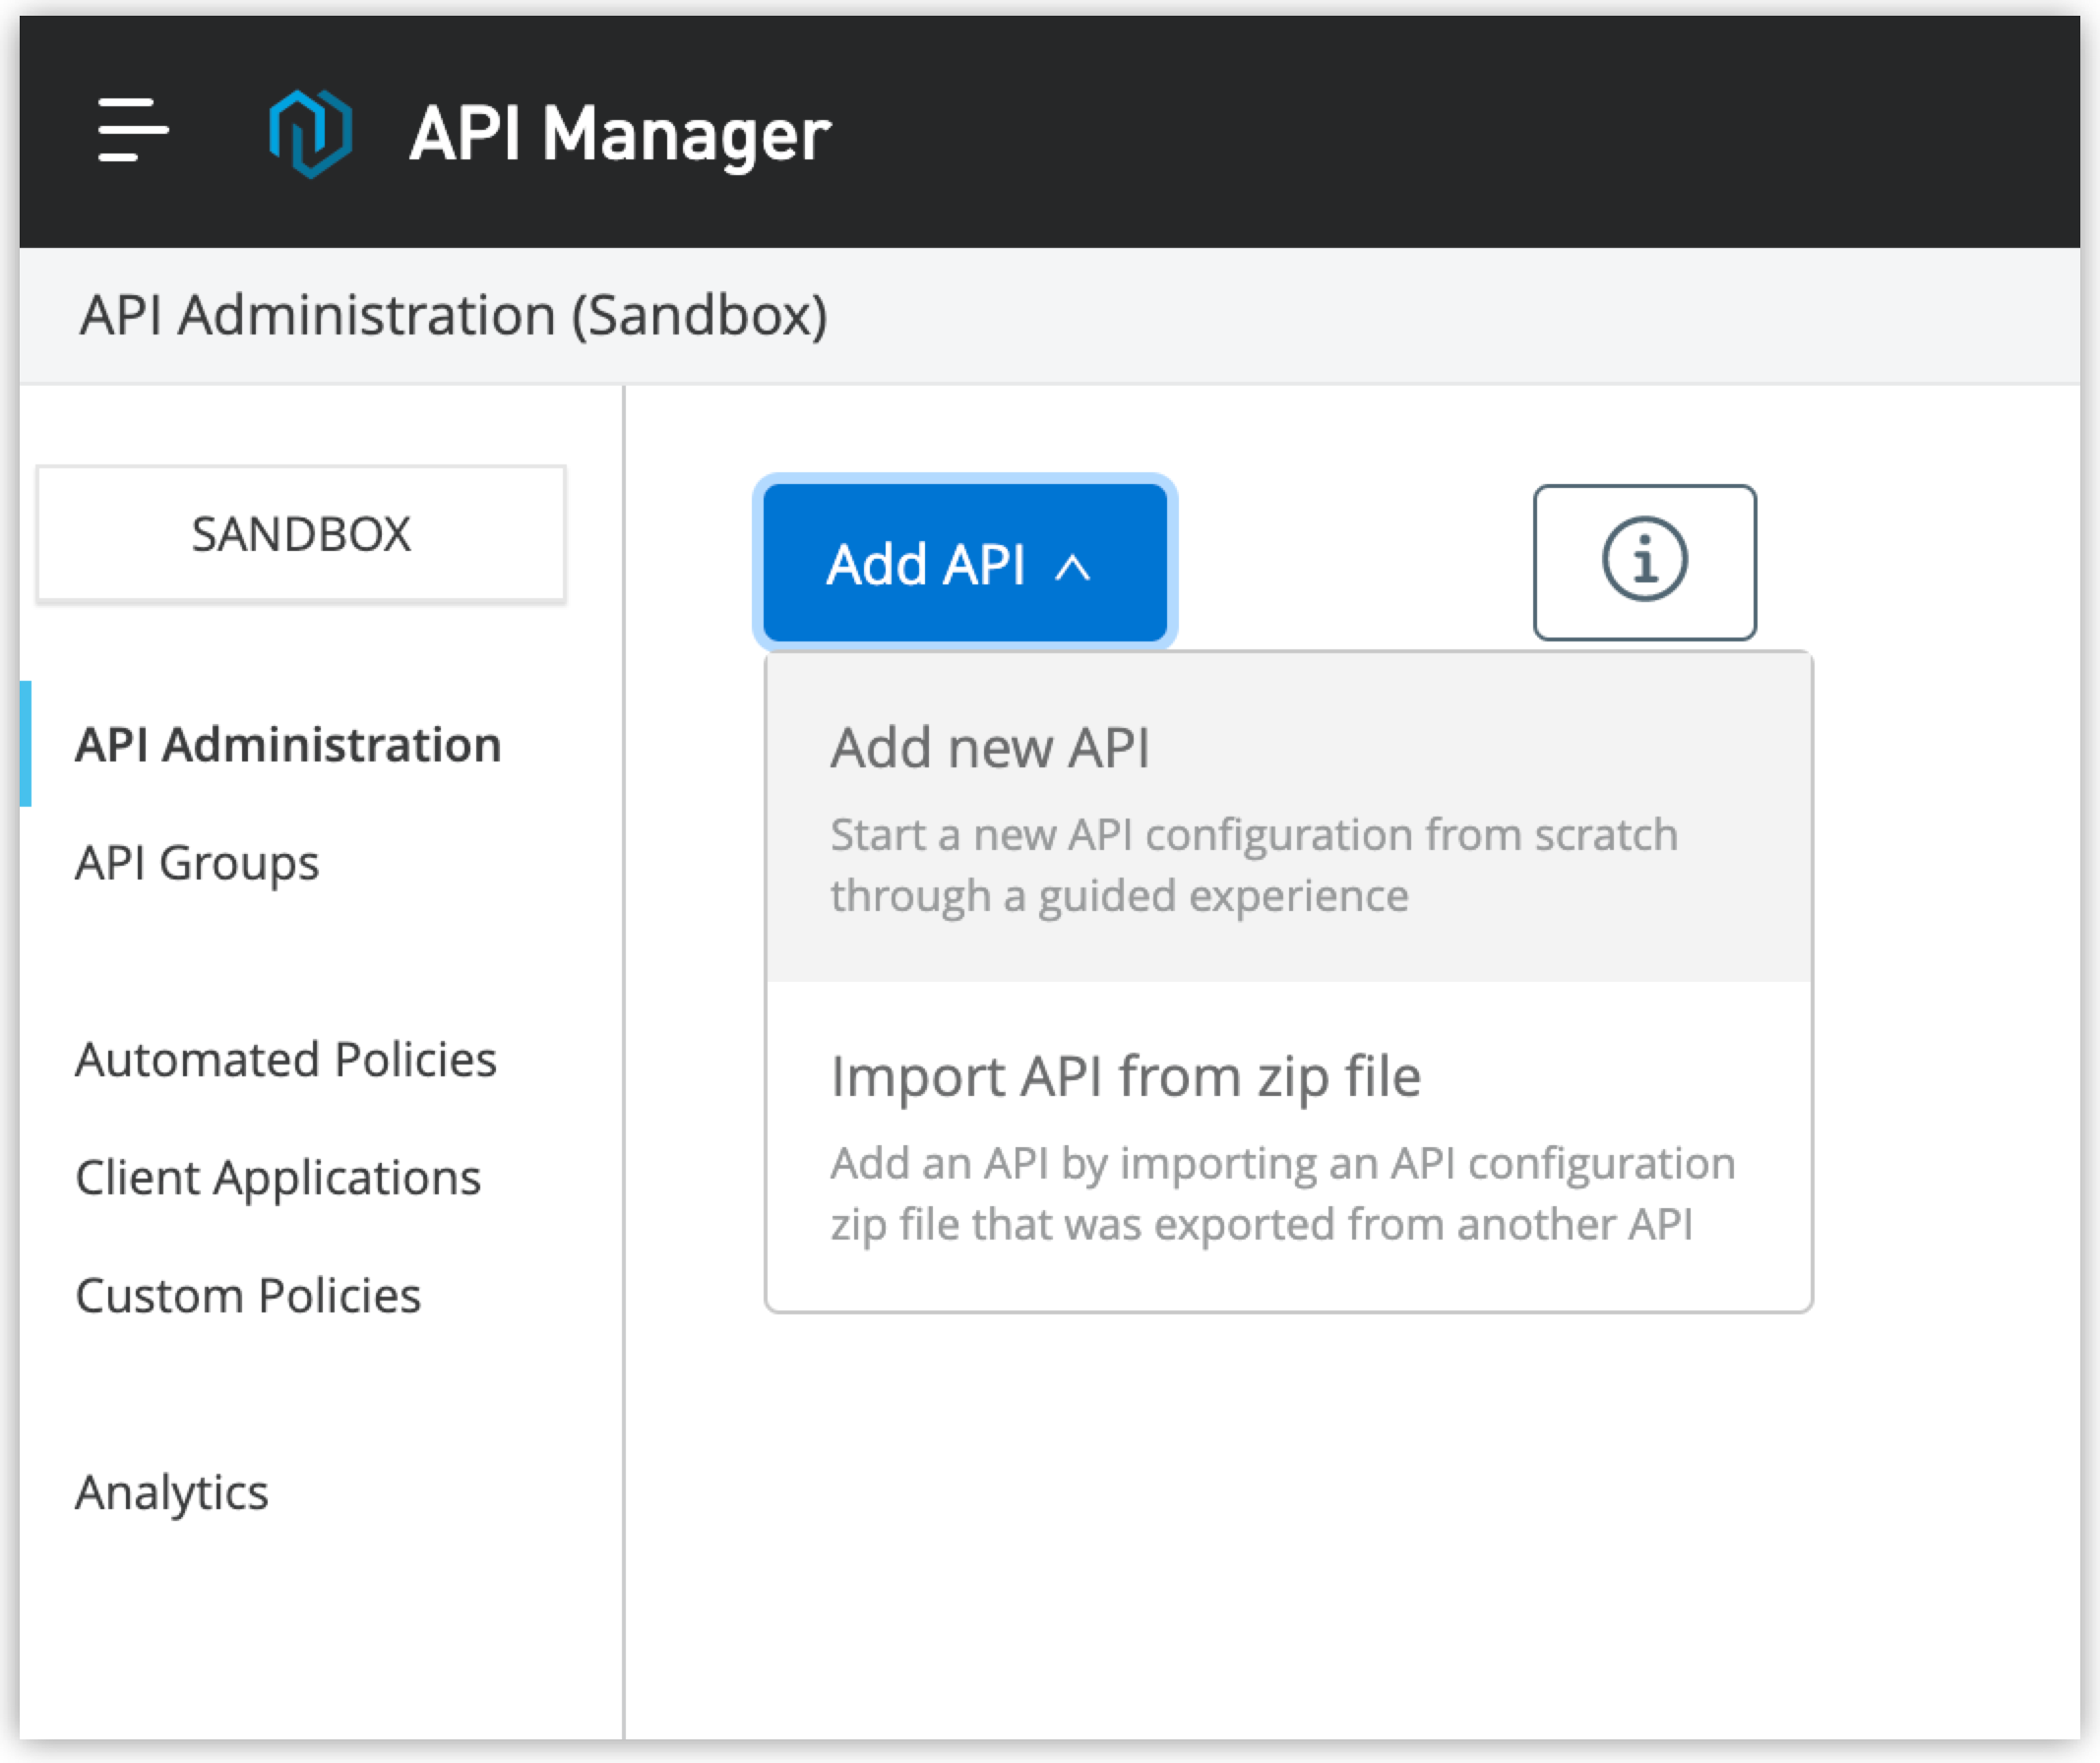 API Manager
API Administration (Sandbox)
SANDBOX
API Administration
API Groups
Automated Policies
Client Applications
Custom Policies
Analytics
Add API
Add new API
Start a new API configuration from scratch
through a guided experience
Import API from zip file
Add an API by importing an API configuration
zip file that was exported from another API